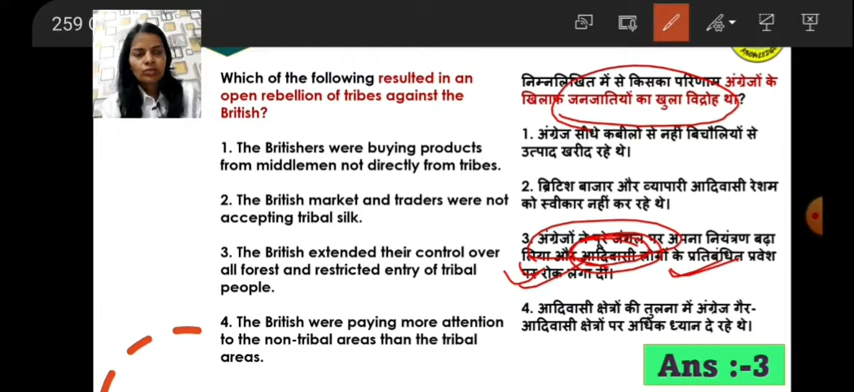 259
Which of the following resulted in an
open rebellion of tribes against the
British?
1. The Britishers were buying products
from middlemen not directly from tribes.
2. The British market and traders were not
accepting tribal silk.
3. The British extended their control over
all forest and restricted entry of tribal
people.
4. The British were paying more attention
to the non-tribal areas than the tribal
areas.
निम्नलिखित में से किसका परिणाम अंग्रेजों के
खिलाफ जनजातियों का खुला विद्रोह था?
1. अंग्रेज सीधे कबीलों से नहीं बिचौलियों से
उत्पाद खरीद रहे थे।
2. ब्रिटिश बाजार और व्यापारी आदिवासी रेशम
को स्वीकार नहीं कर रहे थे।
3. अंग्रेजों ने पूरे जंगल पर अपना नियंत्रण बढ़ा
लिया और आदिवासी लोगों के प्रतिबंधित प्रवेश
पर रोक लगा दी।
4. आदिवासी क्षेत्रों की तुलना में अंग्रेज गैर-
आदिवासी क्षेत्रों पर अधिक ध्यान दे रहे थे।
Ans :-3